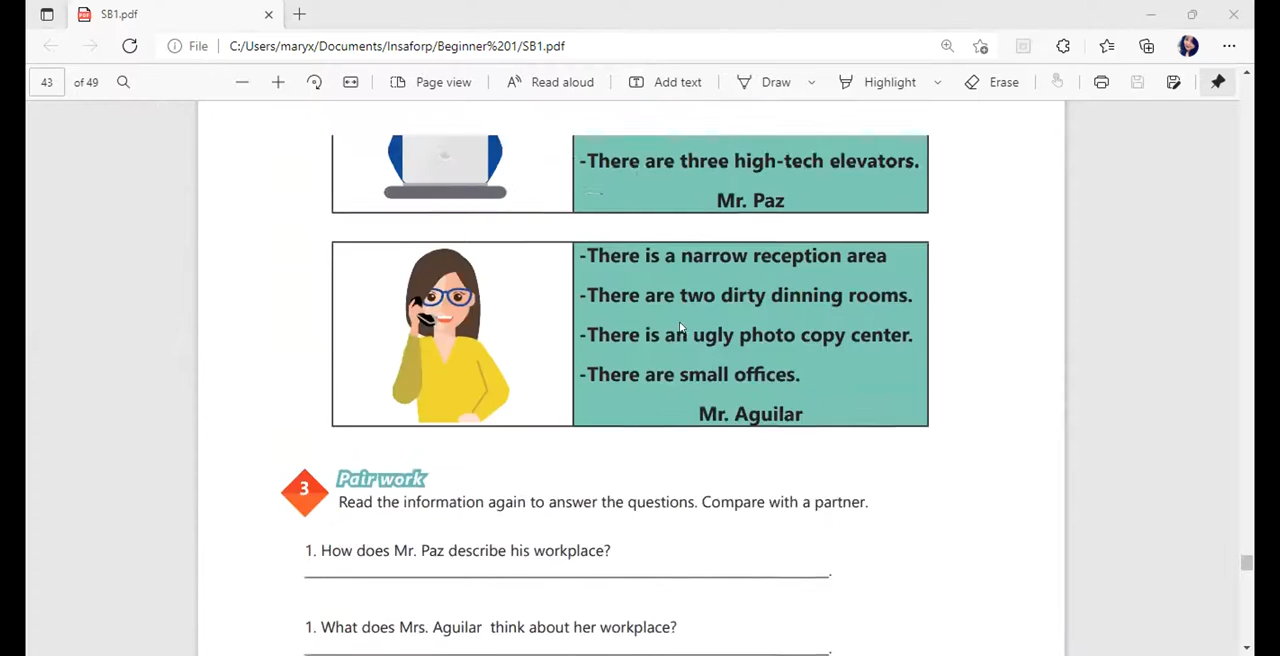 SB1.pdf
File | C:/Users/maryx/Documents/Insaforp/Beginner%201/SB1.pdf
43 of 49 Page view Read aloud Add text Draw Highlight Erase
-There are three high-tech elevators.
Mr. Paz
-There is a narrow reception area
-There are two dirty dinning rooms.
-There is an ugly photo copy center.
-There are small offices.
Mr. Aguilar
3 Pair work
Read the information again to answer the questions. Compare with a partner.
1. How does Mr. Paz describe his workplace?
1. What does Mrs. Aguilar think about her workplace?